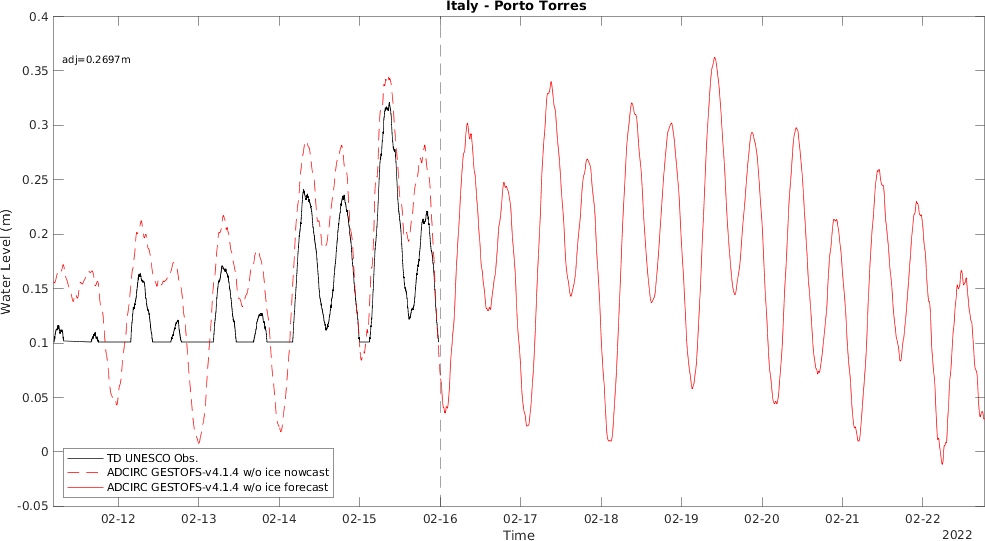 Italy - Porto Torres
adj=0.2697m
0.4
0.35
0.3
0.25
0.2
0.15
0.1
0.05
0
-0.05
Water Level (m)
TD UNESCO Obs.
ADCIRC GESTOFS-v4.1.4 w/o ice nowcast
ADCIRC GESTOFS-v4.1.4 w/o ice forecast
02-12 02-13 02-14 02-15 02-16 02-17 02-18 02-19 02-20 02-21 02-22
2022
Time